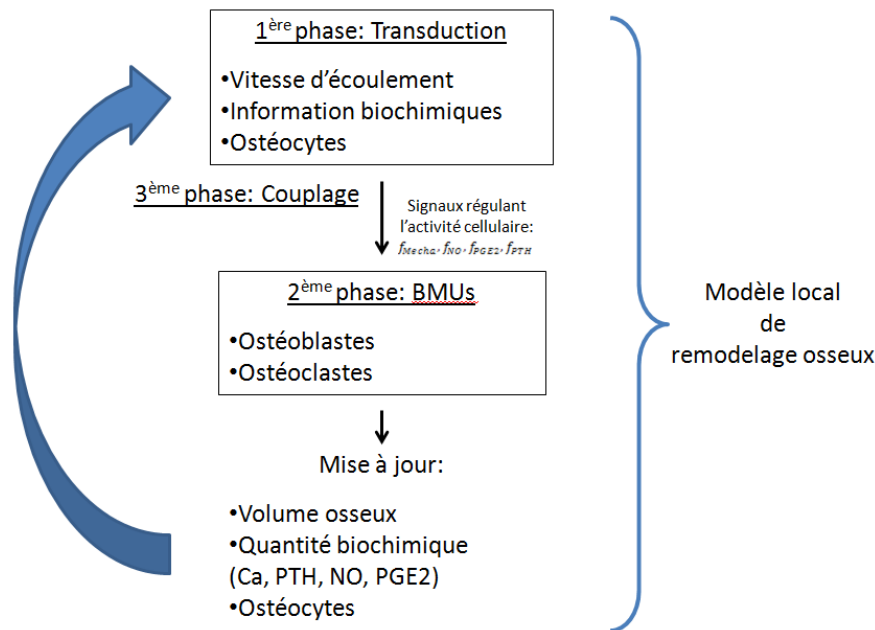 1ère phase: Transduction
•Vitesse d'écoulement
•Information biochimiques
•Ostéocytes
3ème phase: Couplage
Signaux régulant
l'activité cellulaire:
fMecha, fNO, fPGE2, fPTH
2ème phase: BMUs
•Ostéoblastes
•Ostéoclastes
Mise à jour:
•Volume osseux
•Quantité biochimique
(Ca, PTH, NO, PGE2)
•Ostéocytes
Modèle local
de
remodelage osseux